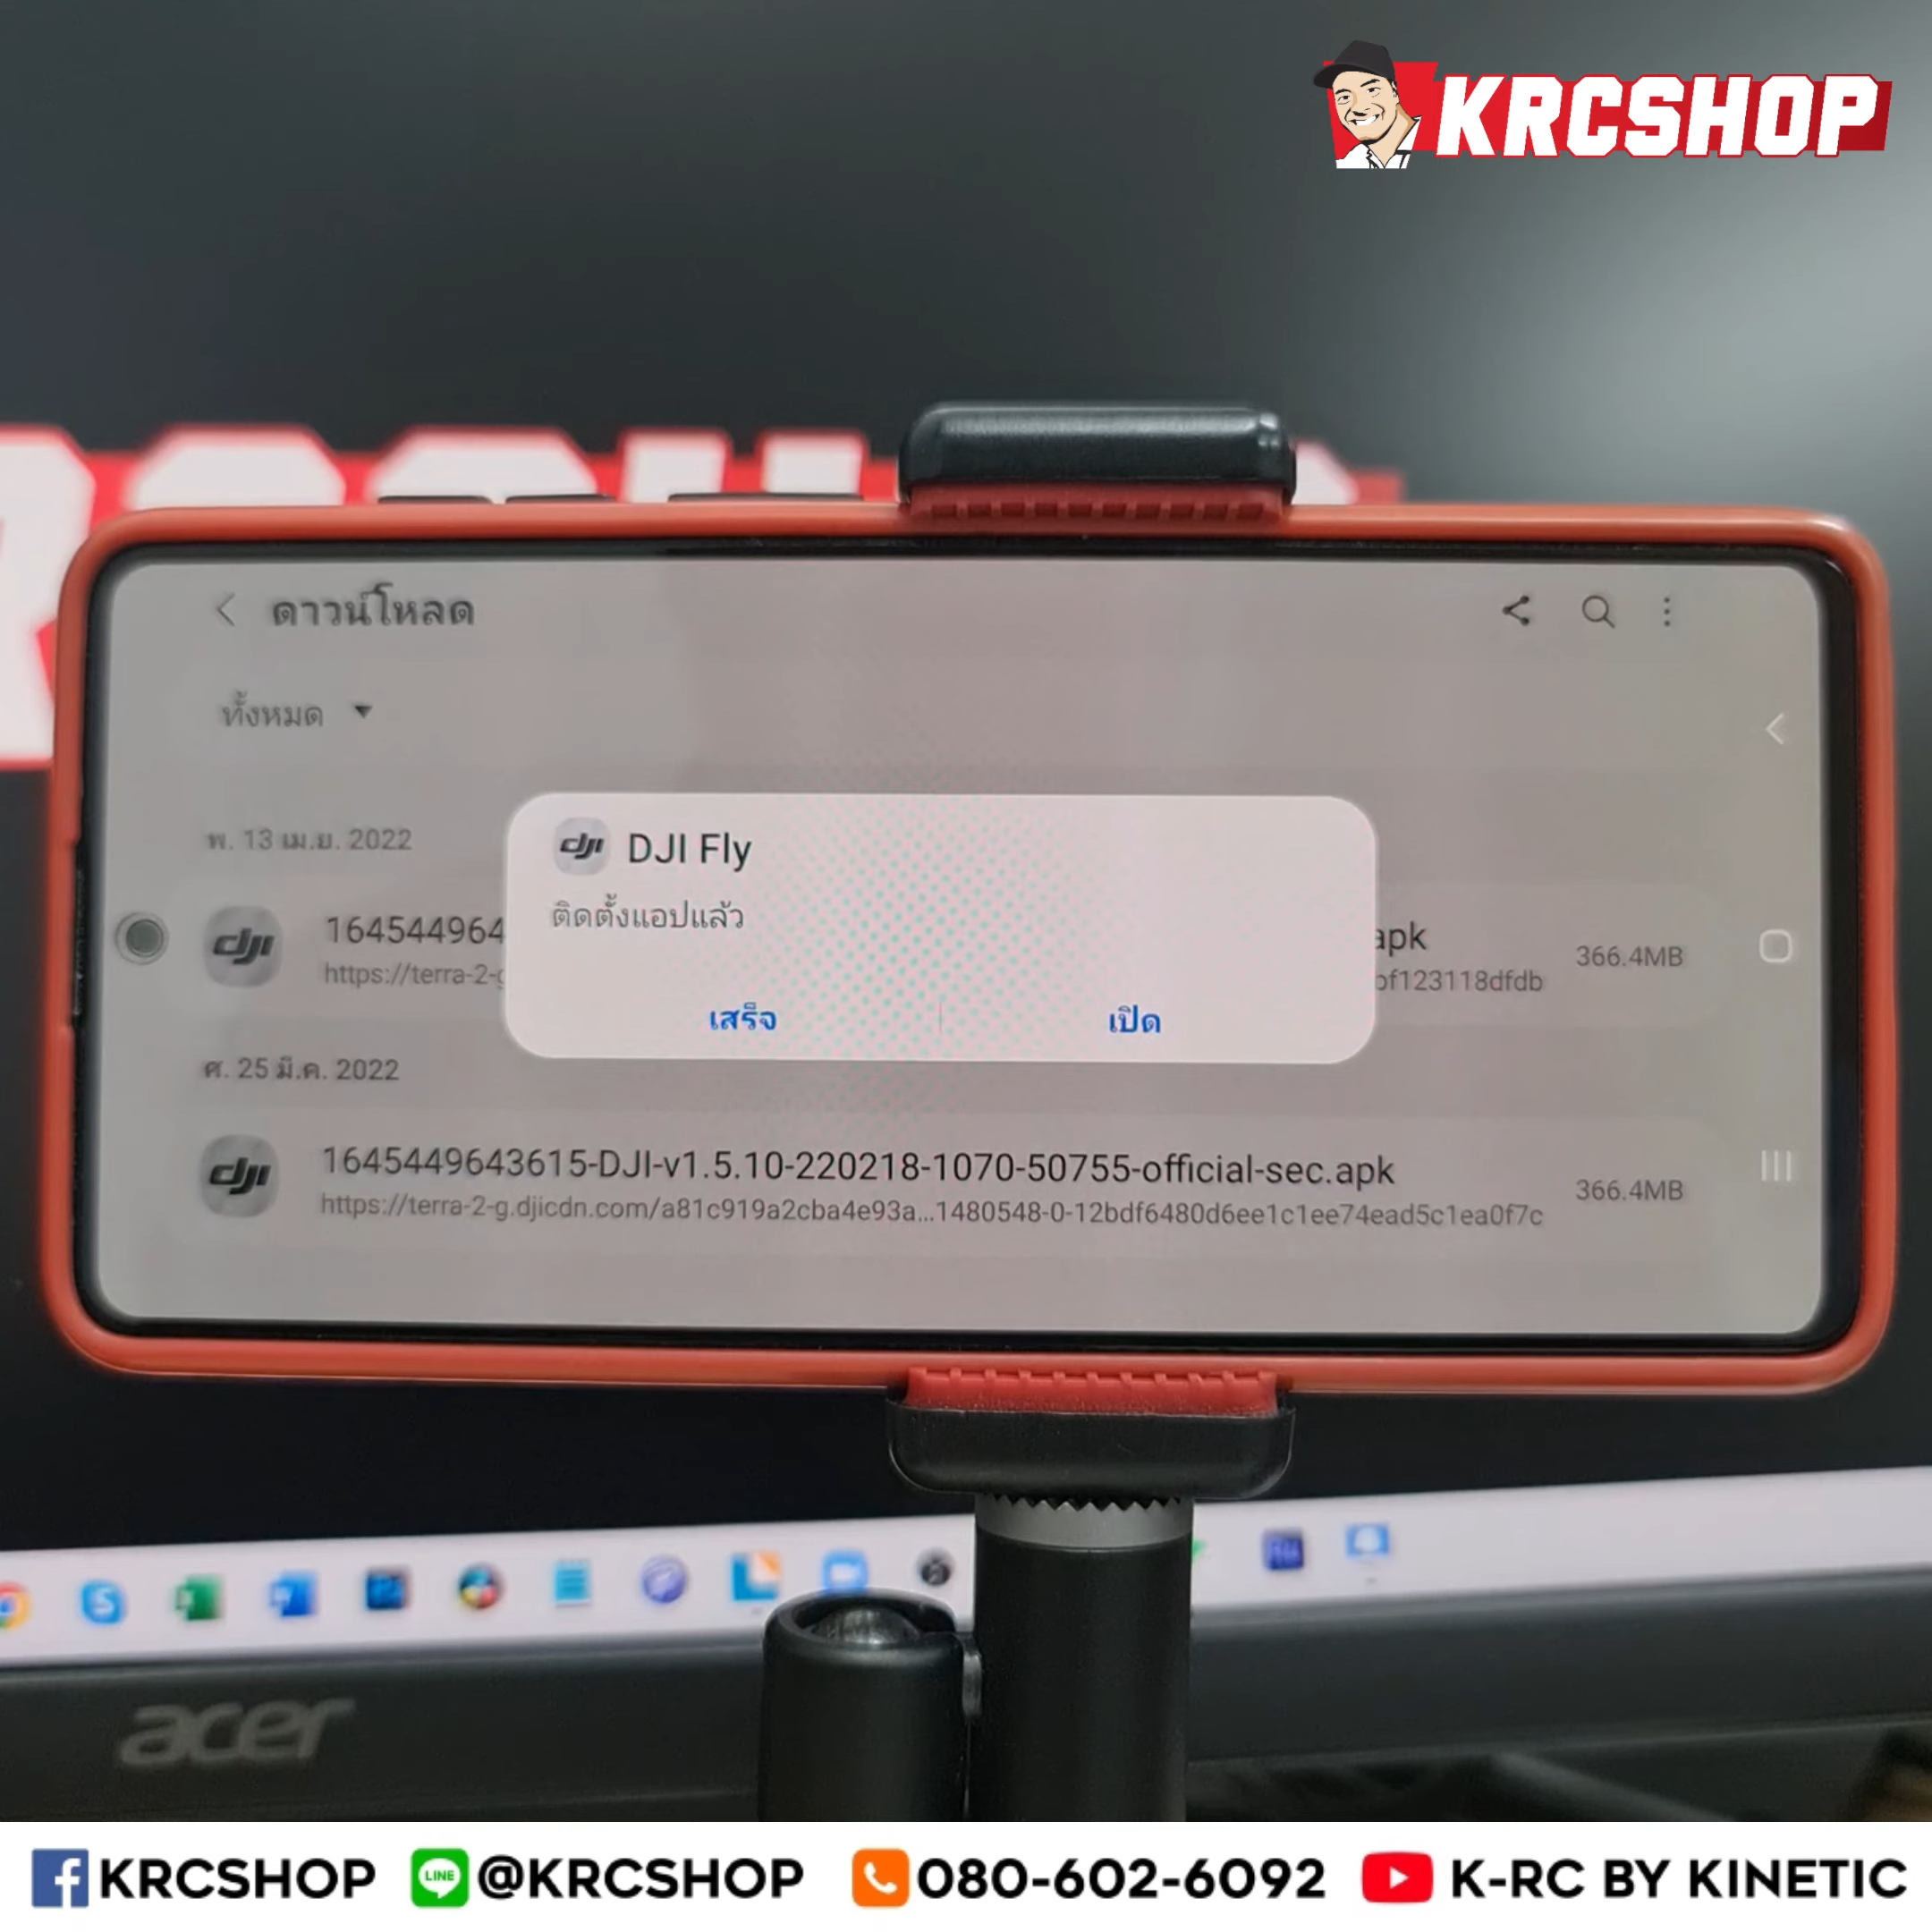 KRCSHOP
ดาวน์โหลด
ทั้งหมด
พ. 13 เม.ย. 2022
DJI Fly
ติดตั้งแอปแล้ว
dji
164544964
apk
366.4MB
https://terra-2-g
bf123118dfdb
เสร็จ
เปิด
ศ. 25 มี.ค. 2022
dji
1645449643615-DJI-v1.5.10-220218-1070-50755-official-sec.apk
366.4MB
https://terra-2-g.djicdn.com/a81c919a2cba4e93a...1480548-0-12bdf6480d6ee1c1ee74ead5c1ea0f7c
acer
KRCSHOP
LINE @KRCSHOP
080-602-6092
K-RC BY KINETIC